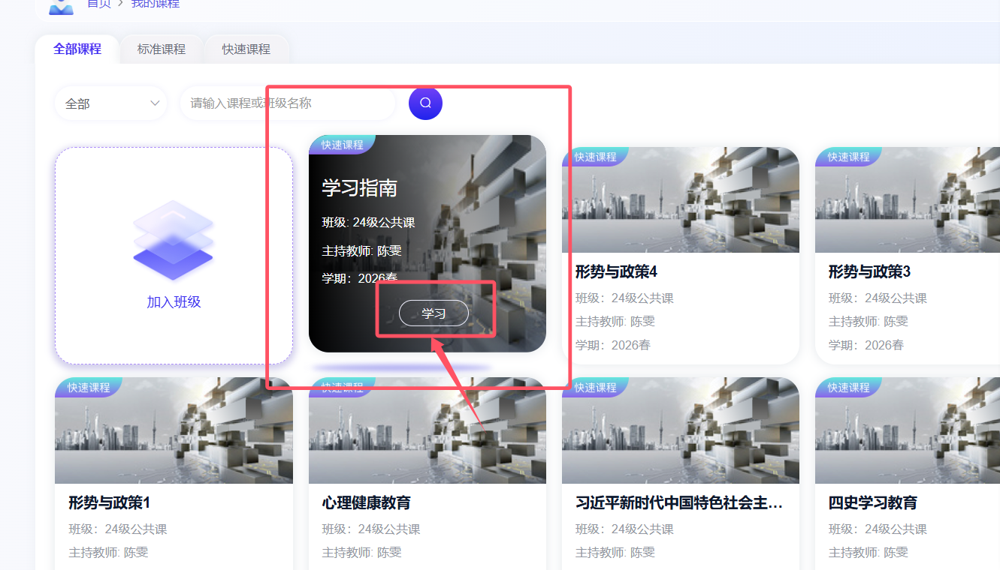 首页 > 我的课程
全部课程
标准课程
快速课程
全部
请输入课程或班级名称
加入班级
快速课程
学习指南
班级: 24级公共课
主持教师: 陈雯
学期：2026春
学习
快速课程
形势与政策4
班级：24级公共课
主持教师: 陈雯
学期：2026春
快速课程
形势与政策3
班级：24级公共课
主持教师: 陈雯
学期：2026春
快速课程
形势与政策1
班级：24级公共课
主持教师: 陈雯
快速课程
心理健康教育
班级：24级公共课
主持教师: 陈雯
快速课程
习近平新时代中国特色社会主...
班级：24级公共课
主持教师: 陈雯
快速课程
四史学习教育
班级：24级公共课
主持教师: 陈雯